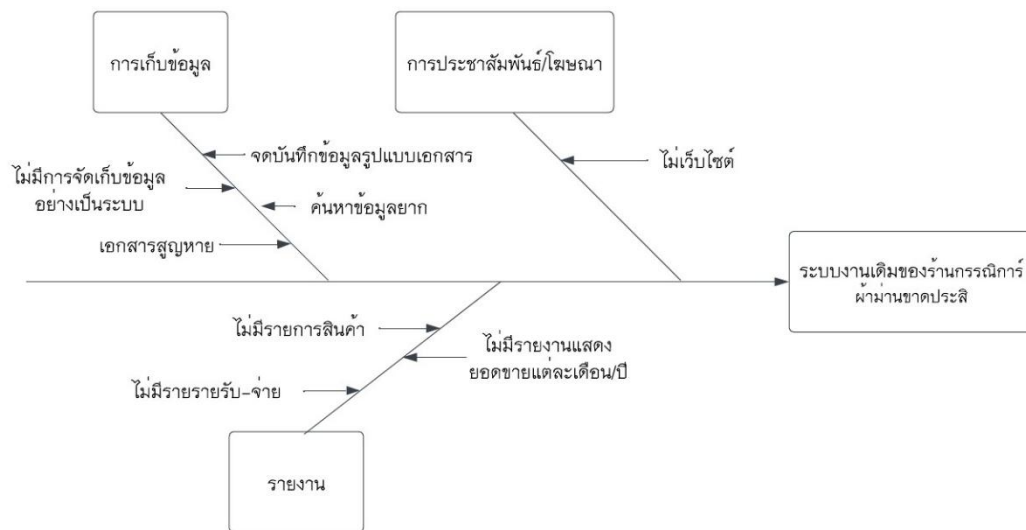 การเก็บข้อมูล
การประชาสัมพันธ์/โฆษณา
จดบันทึกข้อมูลรูปแบบเอกสาร
ไม่เว็บไซต์
ไม่มีการจัดเก็บข้อมูล
อย่างเป็นระบบ
ค้นหาข้อมูลยาก
เอกสารสูญหาย
ระบบงานเดิมของร้านกรรณิการ์
ผ้าม่านขาดประสิ
ไม่มีรายการสินค้า
ไม่มีรายงานแสดง
ยอดขายแต่ละเดือน/ปี
ไม่มีรายรายรับ-จ่าย
รายงาน